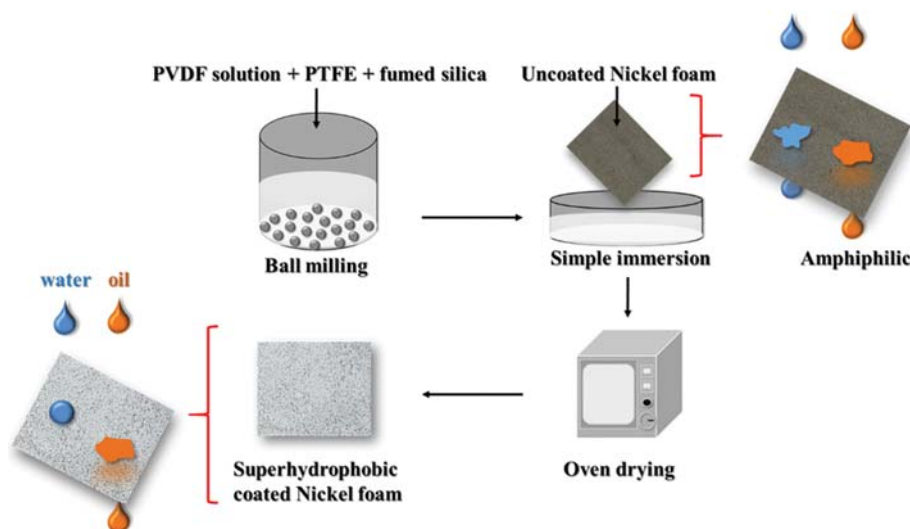 PVDF solution + PTFE + fumed silica
Uncoated Nickel foam
Ball milling
Simple immersion
Amphiphilic
water oil
Superhydrophobic
coated Nickel foam
Oven drying